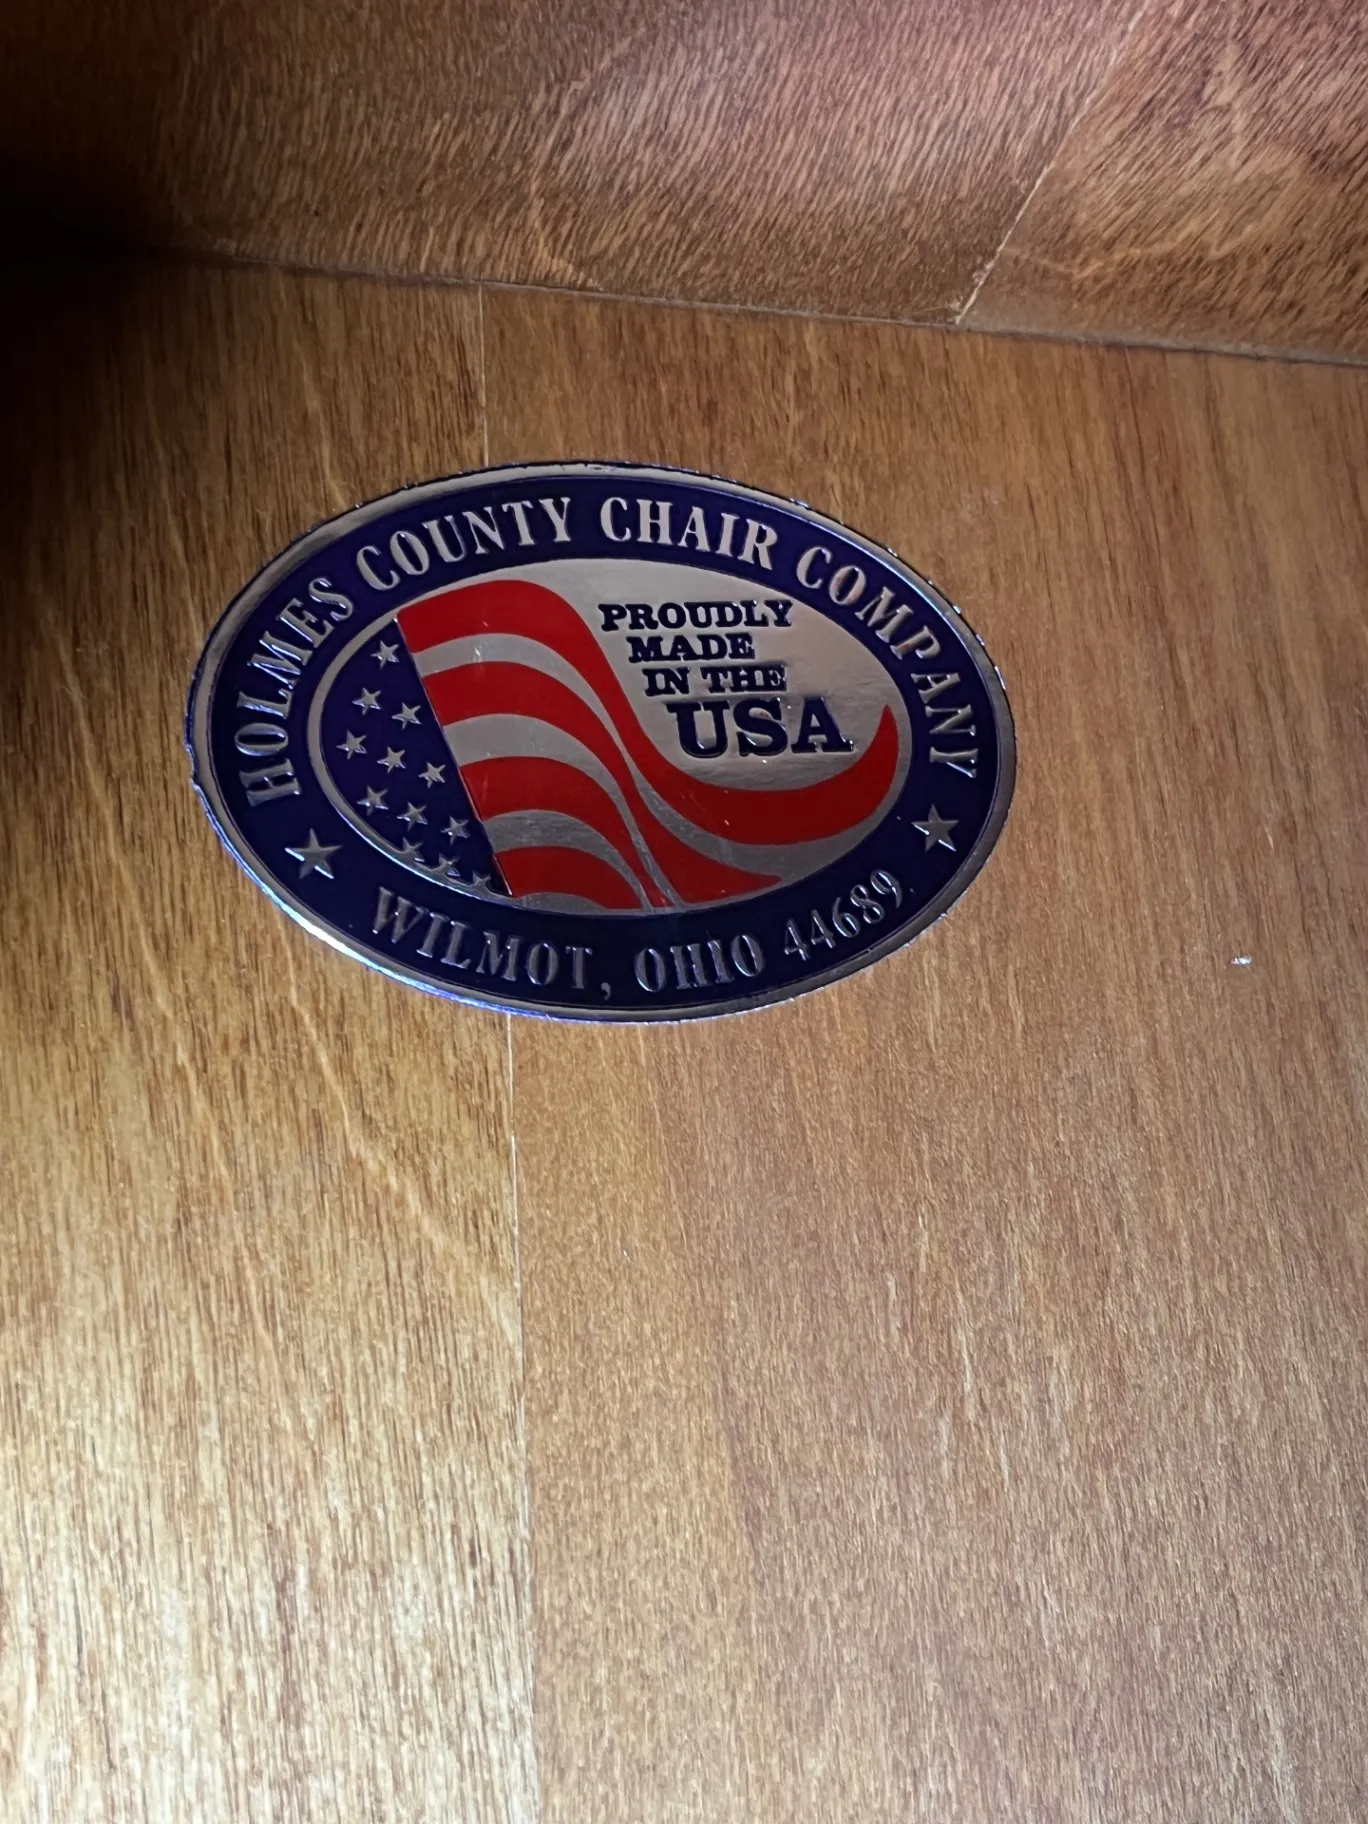 HOLMES COUNTY CHAIR COMPANY
PROUDLY
MADE
IN THE
USA
WILMOT, OHIO 44689